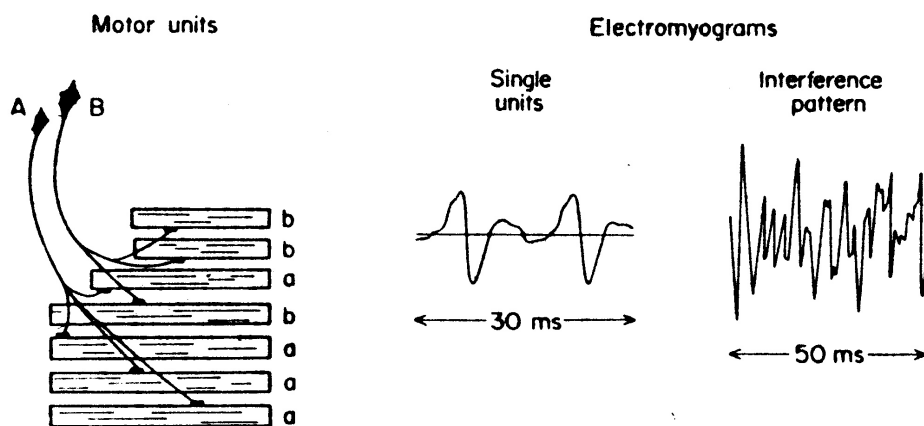 Motor units
A
B
b
b
a
b
a
a
a
Electromyograms
Single
units
30 ms
Interference
pattern
50 ms